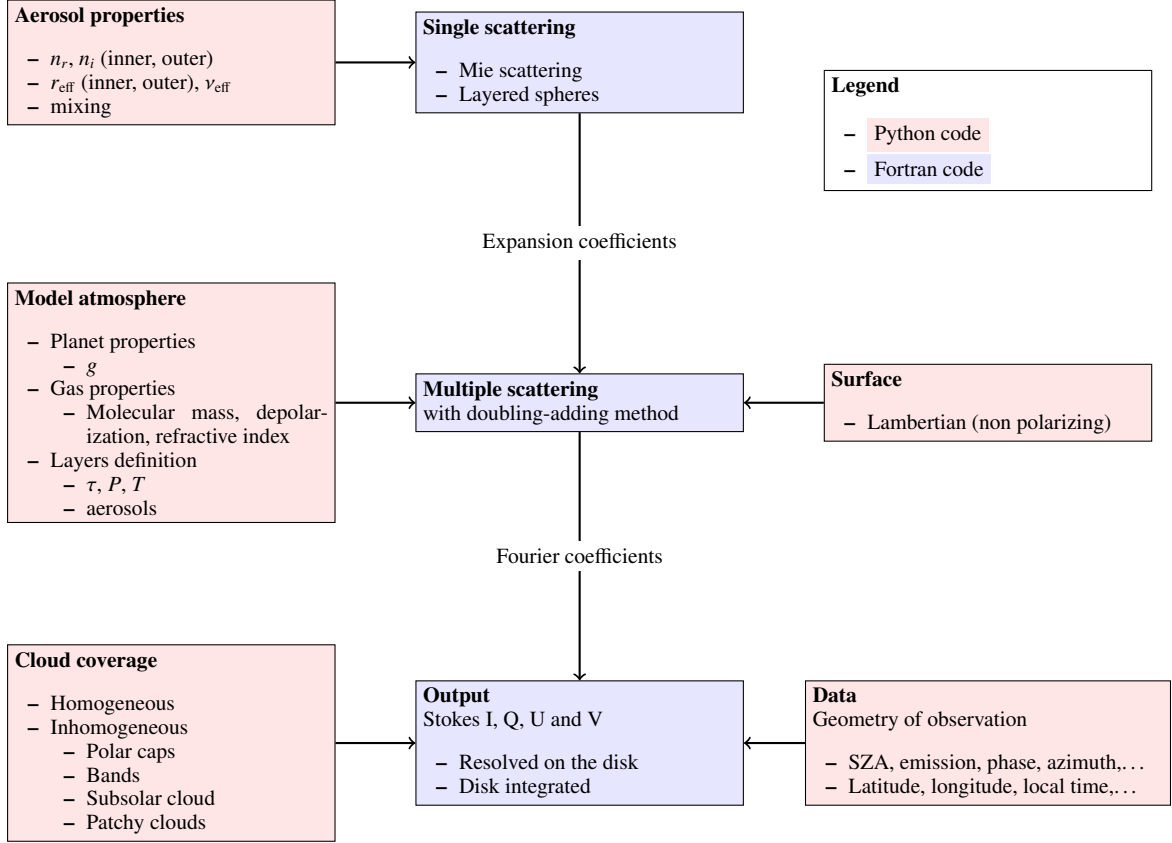 Aerosol properties
– n_r, n_i (inner, outer)
– r_eff (inner, outer), ν_eff
– mixing
Single scattering
– Mie scattering
– Layered spheres
Legend
– Python code
– Fortran code
Expansion coefficients
Model atmosphere
– Planet properties
– g
– Gas properties
– Molecular mass, depolar-
ization, refractive index
– Layers definition
– τ, P, T
– aerosols
Multiple scattering
with doubling-adding method
Surface
– Lambertian (non polarizing)
Fourier coefficients
Cloud coverage
– Homogeneous
– Inhomogeneous
– Polar caps
– Bands
– Subsolar cloud
– Patchy clouds
Output
Stokes I, Q, U and V
– Resolved on the disk
– Disk integrated
Data
Geometry of observation
– SZA, emission, phase, azimuth,...
– Latitude, longitude, local time,...